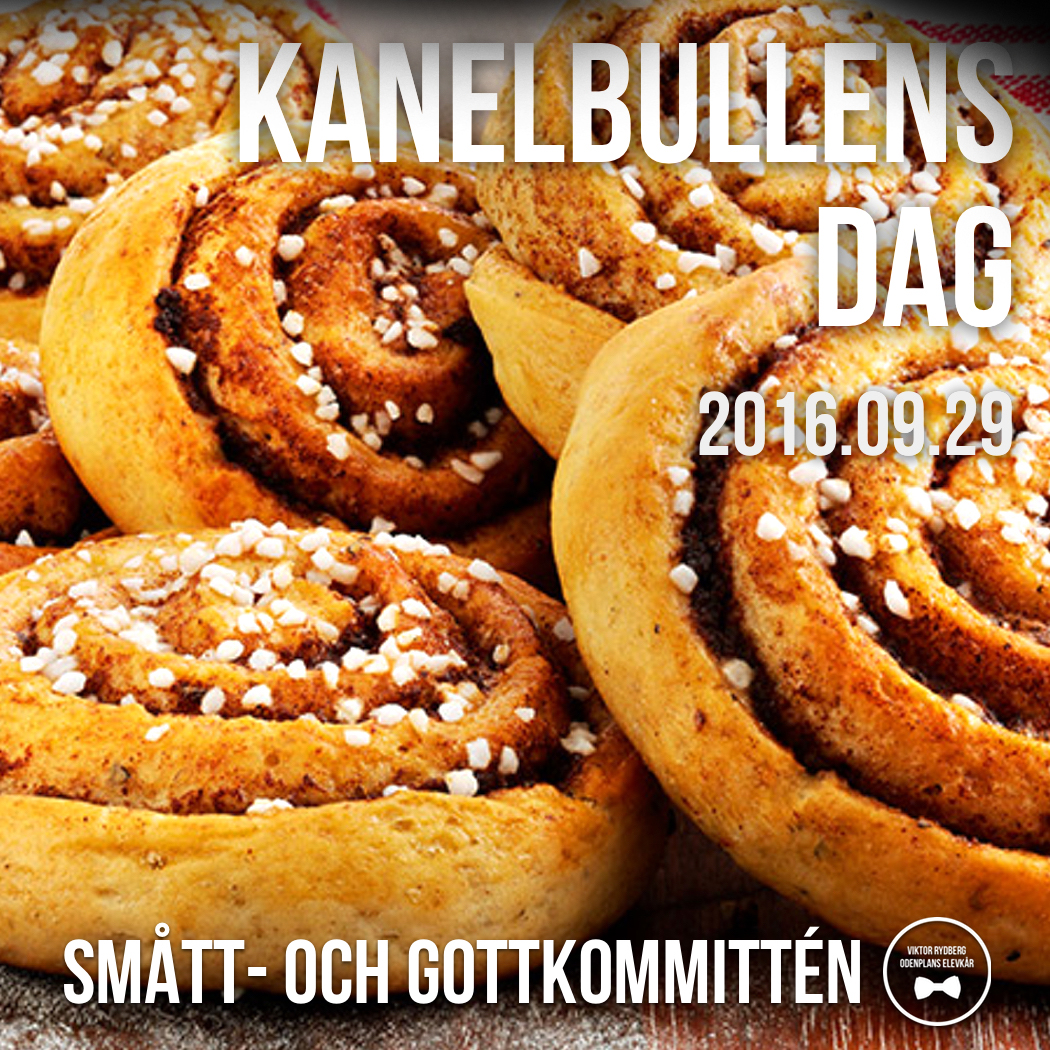 KANELBULLENS
DAG
2016.09.29
SMÅTT - OCH GOTTKOMMITTÉN
VIKTOR RYDBERG
ODENPLANS ELEVKÅR